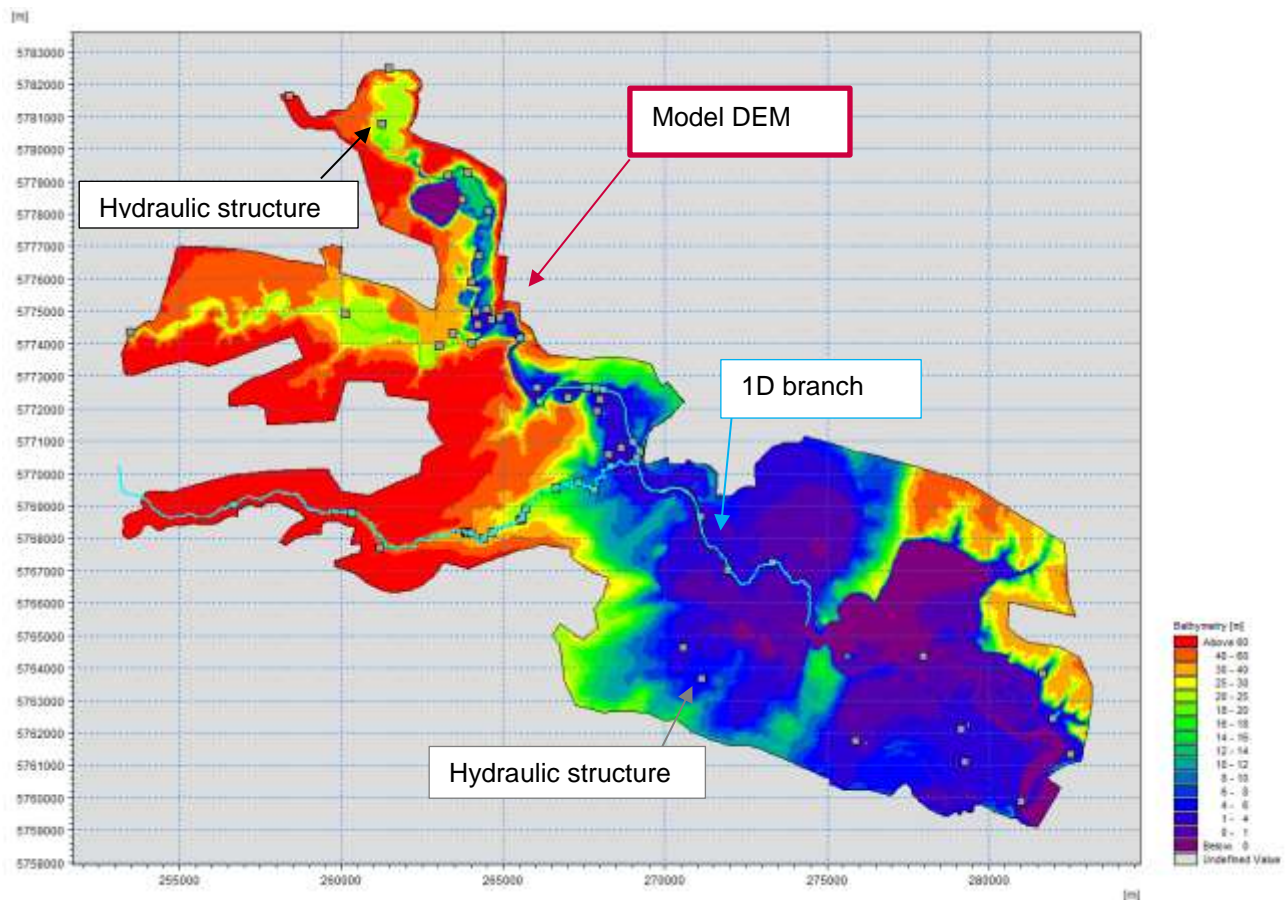 [m]
5783000
5782000
5781000
5780000
5779000
5778000
5777000
5776000
5775000
5774000
5773000
5772000
5771000
5770000
5769000
5768000
5767000
5766000
5765000
5764000
5763000
5762000
5761000
5760000
5759000
5758000
Model DEM
Hydraulic structure
1D branch
Hydraulic structure
255000
260000
265000
270000
275000
280000
[m]
Bathymetry [m]
Above 60
40 - 60
30 - 40
25 - 30
20 - 25
18 - 20
16 - 18
14 - 16
12 - 14
10 - 12
8 - 10
6 - 8
4 - 6
1 - 4
0 - 1
Below 0
Undefined Value